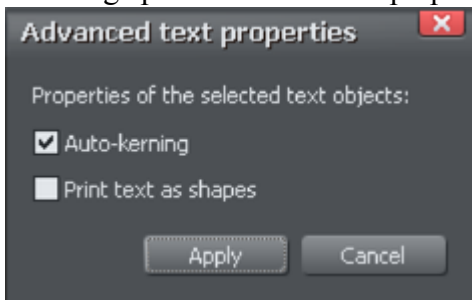 Advanced text properties
Properties of the selected text objects:
Auto-kerning
Print text as shapes
Apply Cancel